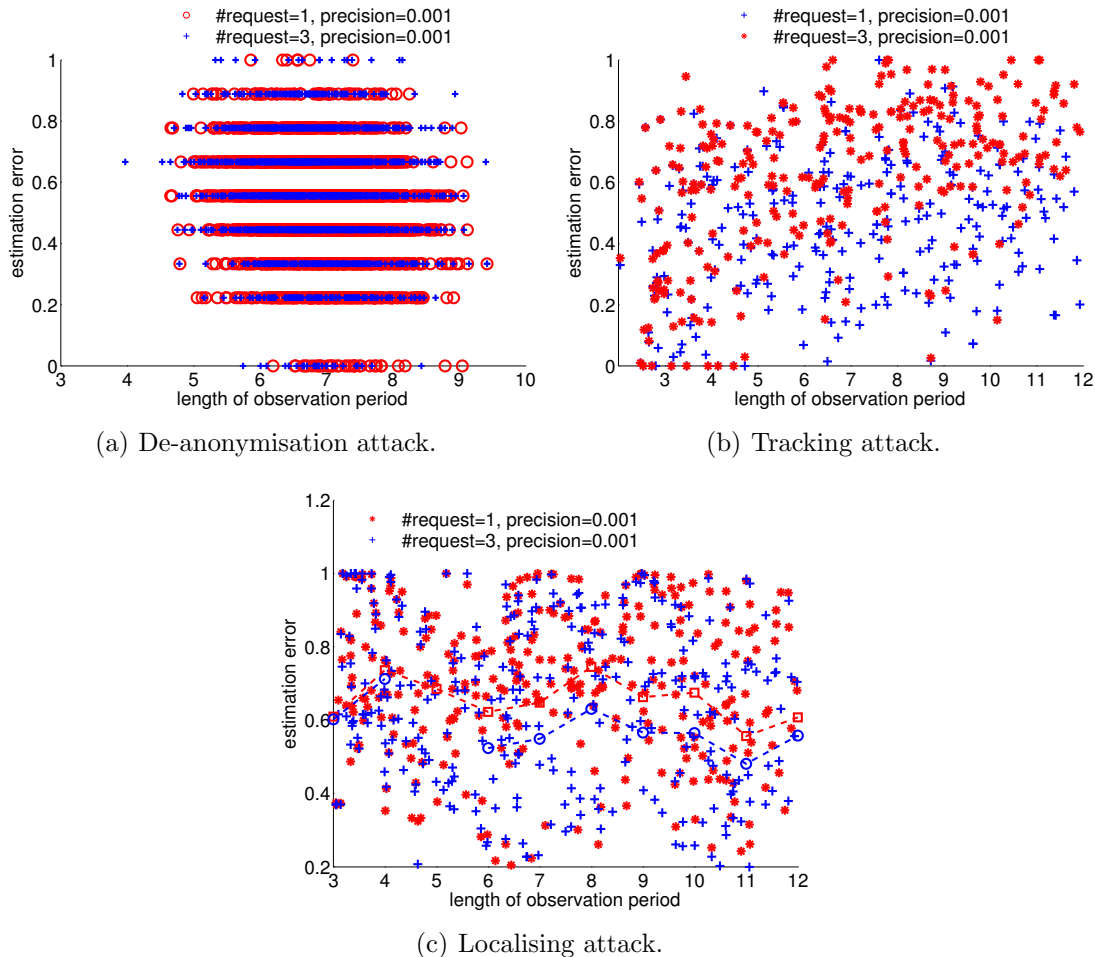 #request=1, precision=0.001
#request=3, precision=0.001
1
0.8
0.6
0.4
0.2
0
estimation error
3 4 5 6 7 8 9 10
length of observation period
(a) De-anonymisation attack.
#request=1, precision=0.001
#request=3, precision=0.001
1
0.8
0.6
0.4
0.2
0
estimation error
3 4 5 6 7 8 9 10 11 12
length of observation period
(b) Tracking attack.
#request=1, precision=0.001
#request=3, precision=0.001
1.2
1
0.8
0.6
0.4
0.2
estimation error
3 4 5 6 7 8 9 10 11 12
length of observation period
(c) Localising attack.